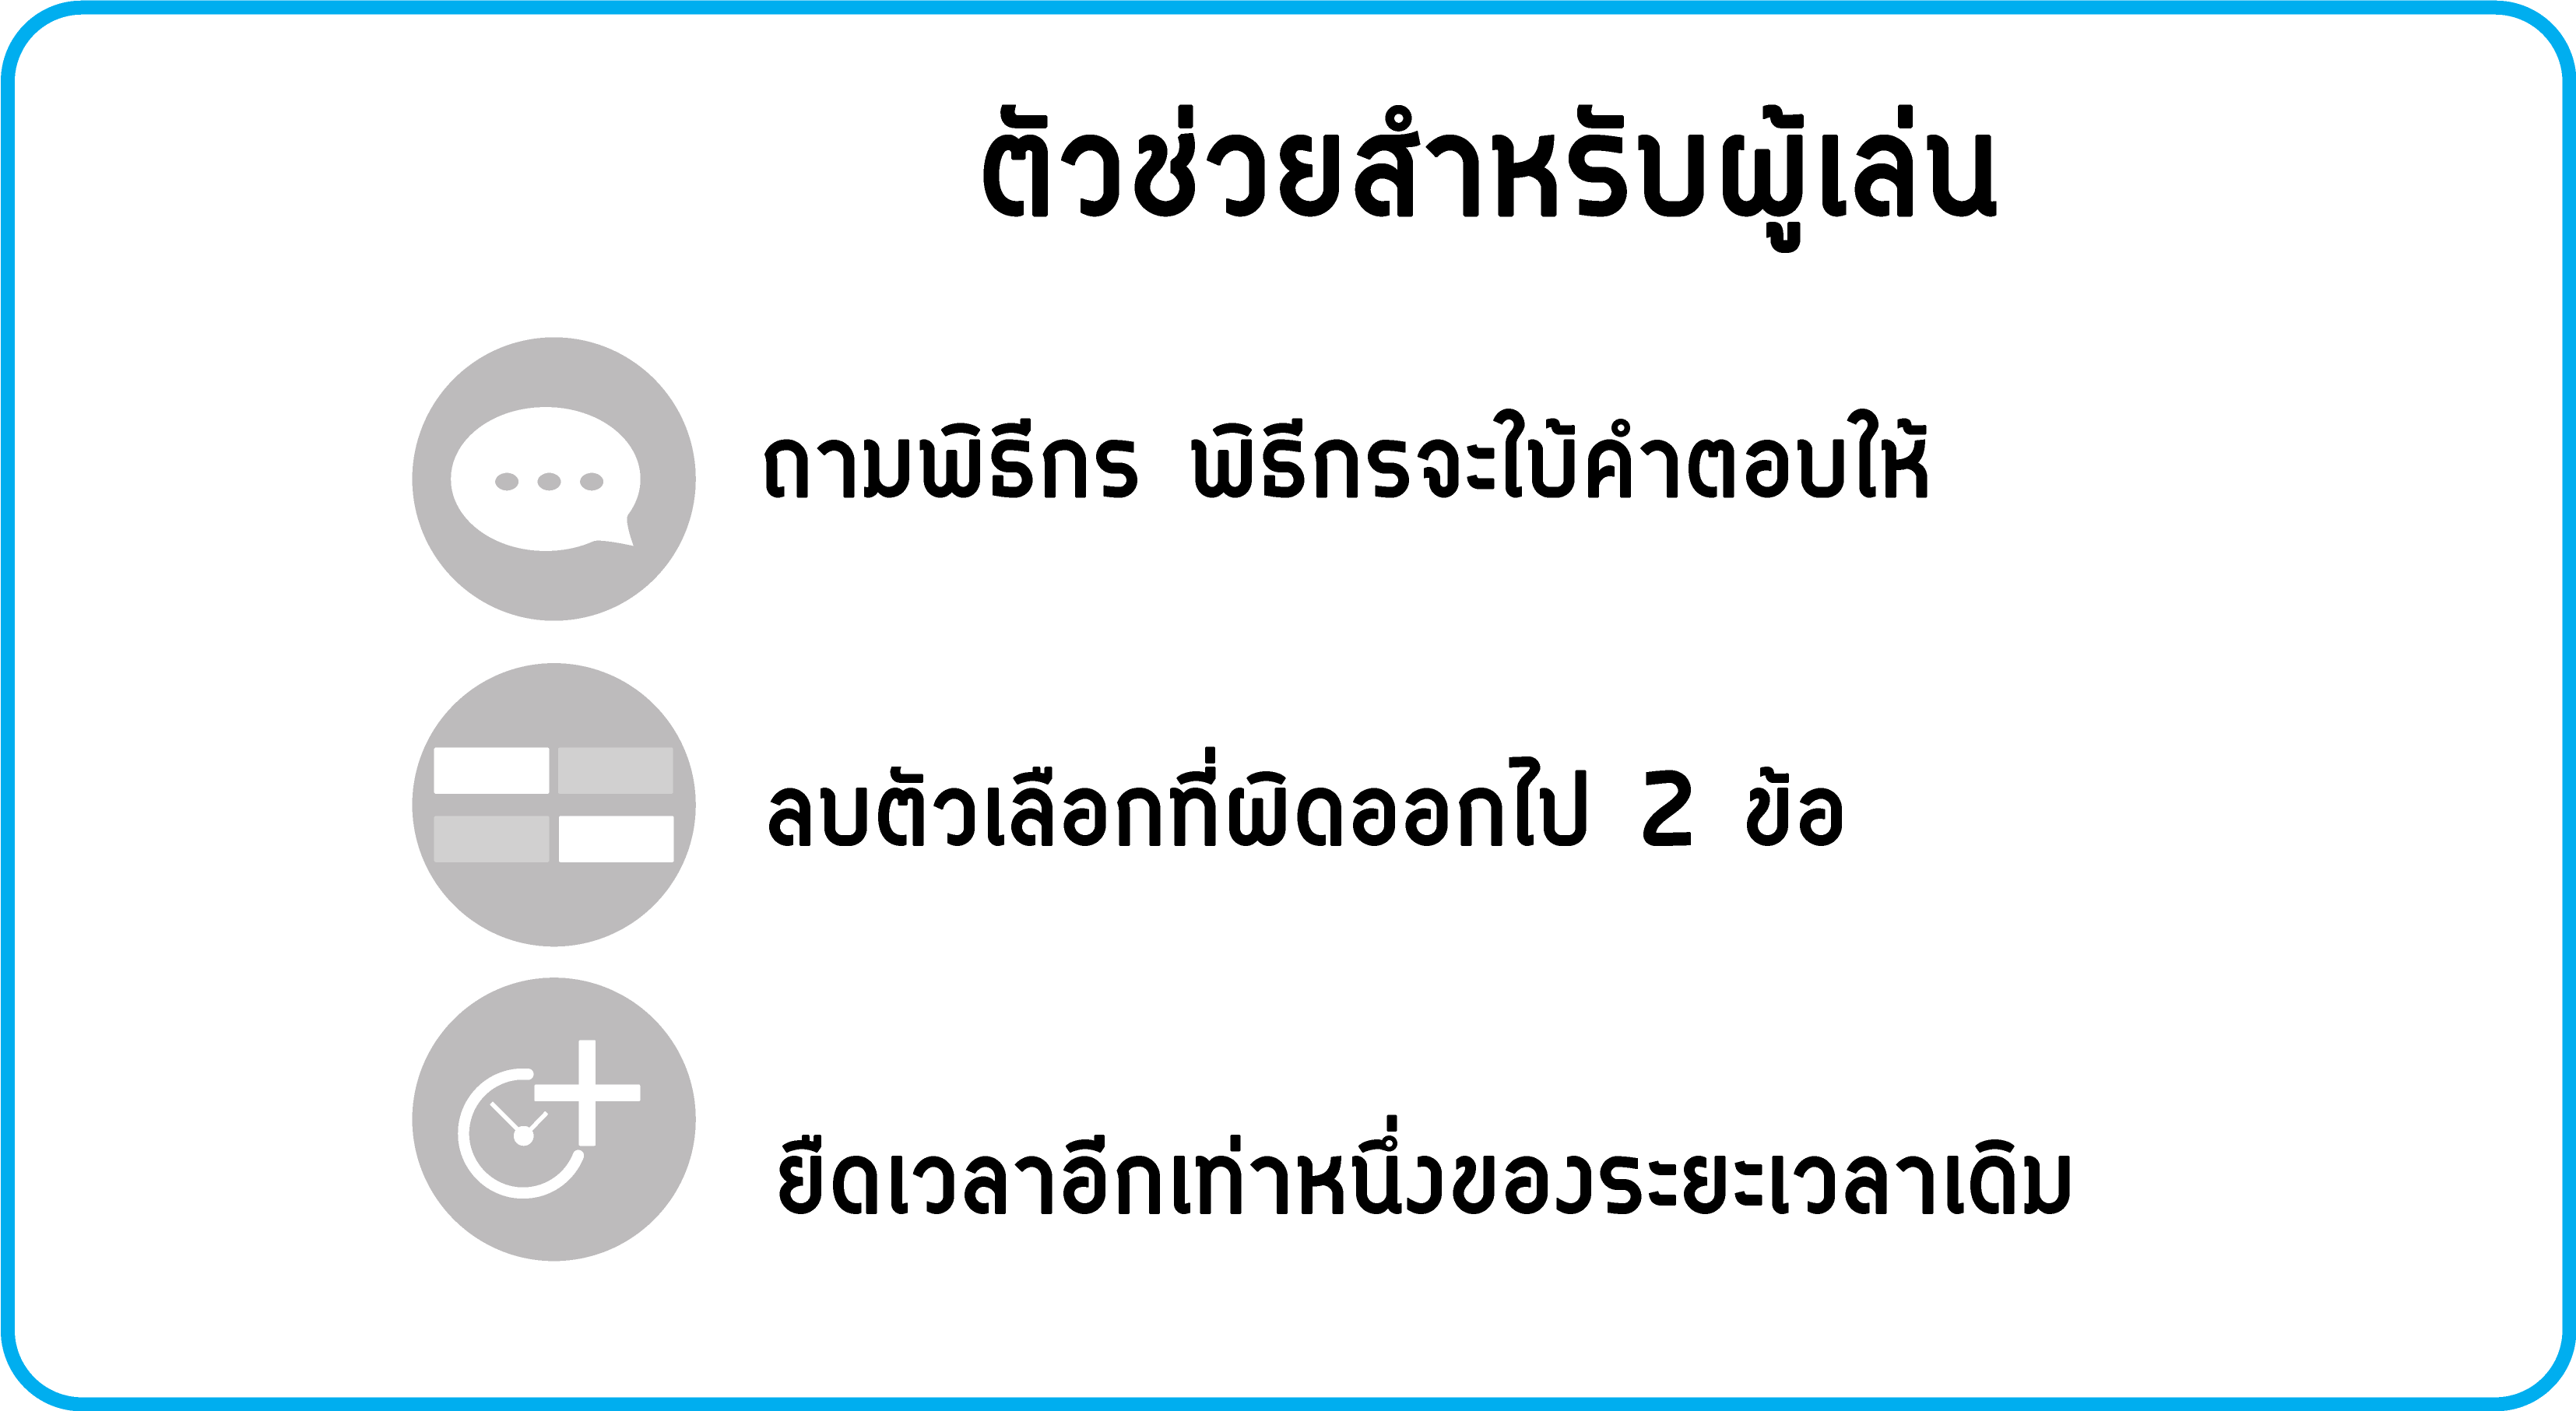 ตัวช่วยสำหรับผู้เล่น
ถามพิธีกร พิธีกรจะใบ้คำตอบให้
ลบตัวเลือกที่ผิดออกไป 2 ข้อ
ยืดเวลาอีกเท่าหนึ่งของระยะเวลาเดิม